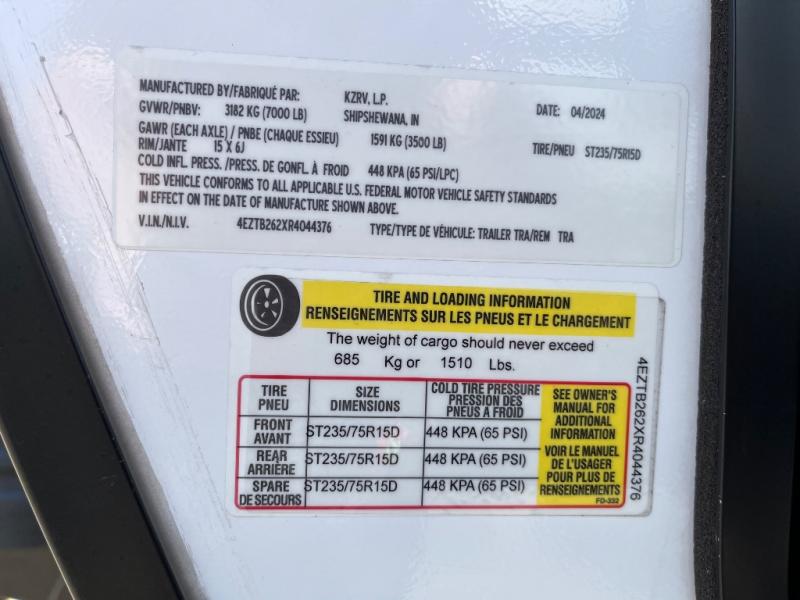 MANUFACTURED BY/FABRIQUÉ PAR: KZRV, L.P.
GVWR/PNBV: 3182 KG (7000 LB) SHIPSHEWANA, IN DATE: 04/2024
GAWR (EACH AXLE) / PNBE (CHAQUE ESSIEU) 1591 KG (3500 LB)
RIM/JANTE 15 X 6J TIRE/PNEU ST235/75R15D
COLD INFL. PRESS. /PRESS. DE GONFL. À FROID 448 KPA (65 PSI/LPC)
THIS VEHICLE CONFORMS TO ALL APPLICABLE U.S. FEDERAL MOTOR VEHICLE SAFETY STANDARDS
IN EFFECT ON THE DATE OF MANUFACTURE SHOWN ABOVE.
V.I.N./N.I.V. 4EZTB262XR4044376 TYPE/TYPE DE VÉHICULE: TRAILER TRA/REM TRA
TIRE AND LOADING INFORMATION
RENSEIGNEMENTS SUR LES PNEUS ET LE CHARGEMENT
The weight of cargo should never exceed
685 Kg or 1510 Lbs.
TIRE
PNEU
SIZE
DIMENSIONS
COLD TIRE PRESSURE
PRESSION DES
PNEUS A FROID
FRONT
AVANT
ST235/75R15D 448 KPA (65 PSI)
REAR
ARRIÈRE
ST235/75R15D 448 KPA (65 PSI)
SPARE
DE SECOURS
ST235/75R15D 448 KPA (65 PSI)
SEE OWNER'S
MANUAL FOR
ADDITIONAL
INFORMATION
VOIR LE MANUEL
DE L'USAGER
POUR PLUS DE
RENSEIGNEMENTS
FD-332
4EZTB262XR4044376